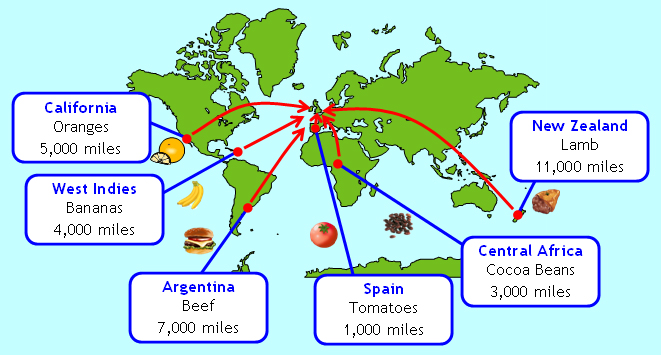 California
Oranges
5,000 miles
West Indies
Bananas
4,000 miles
Argentina
Beef
7,000 miles
Spain
Tomatoes
1,000 miles
Central Africa
Cocoa Beans
3,000 miles
New Zealand
Lamb
11,000 miles